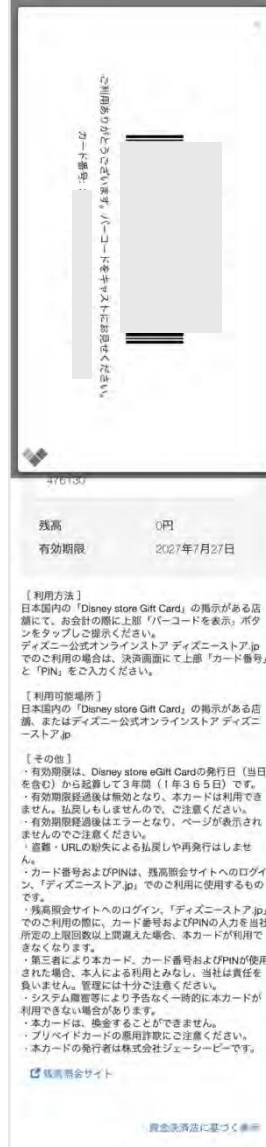 ご利用ありがとうございます。バーコードをキャストにお見せください。
カード番号:
476130
残高 0円
有効期限 2027年7月27日
[利用方法]
日本国内の「Disney store Gift Card」の掲示がある店
舗にて、お会計の際に上部「バーコードを表示」ボタ
ンをタップしご提示ください。
ディズニー公式オンラインストア ディズニーストア.jp
でのご利用の場合は、決済画面にて上部「カード番号」
と「PIN」をご入力ください。
[利用可能場所]
日本国内の「Disney store Gift Card」の掲示がある店
舗、またはディズニー公式オンラインストア ディズニ
ーストア.jp
[その他]
・有効期限は、Disney store eGift Cardの発行日（当日
を含む）から起算して3年間（1年365日）です。
・有効期限経過後は無効となり、本カードは利用でき
ません。払戻しもしませんので、ご注意ください。
・有効期限経過後はエラーとなり、ページが表示され
ませんのでご注意ください。
・盗難・URLの紛失による払戻しや再発行はしませ
ん。
・カード番号およびPINは、残高照会サイトへのログイ
ン、「ディズニーストア.jp」でのご利用に使用するもの
です。
・残高照会サイトへのログイン、「ディズニーストア.jp」
でのご利用の際に、カード番号およびPINの入力を当社
所定の上限回数以上間違えた場合、本カードが利用で
きなくなります。
・第三者により本カード、カード番号およびPINが使用
された場合、本人による利用とみなし、当社は責任を
負いません。管理には十分ご注意ください。
・システム障害等により予告なく一時的に本カードが
利用できない場合があります。
・本カードは、換金することができません。
・プリペイドカードの悪用詐欺にご注意ください。
・本カードの発行者は株式会社ジェーシービーです。
残高照会サイト
資金決済法に基づく表示